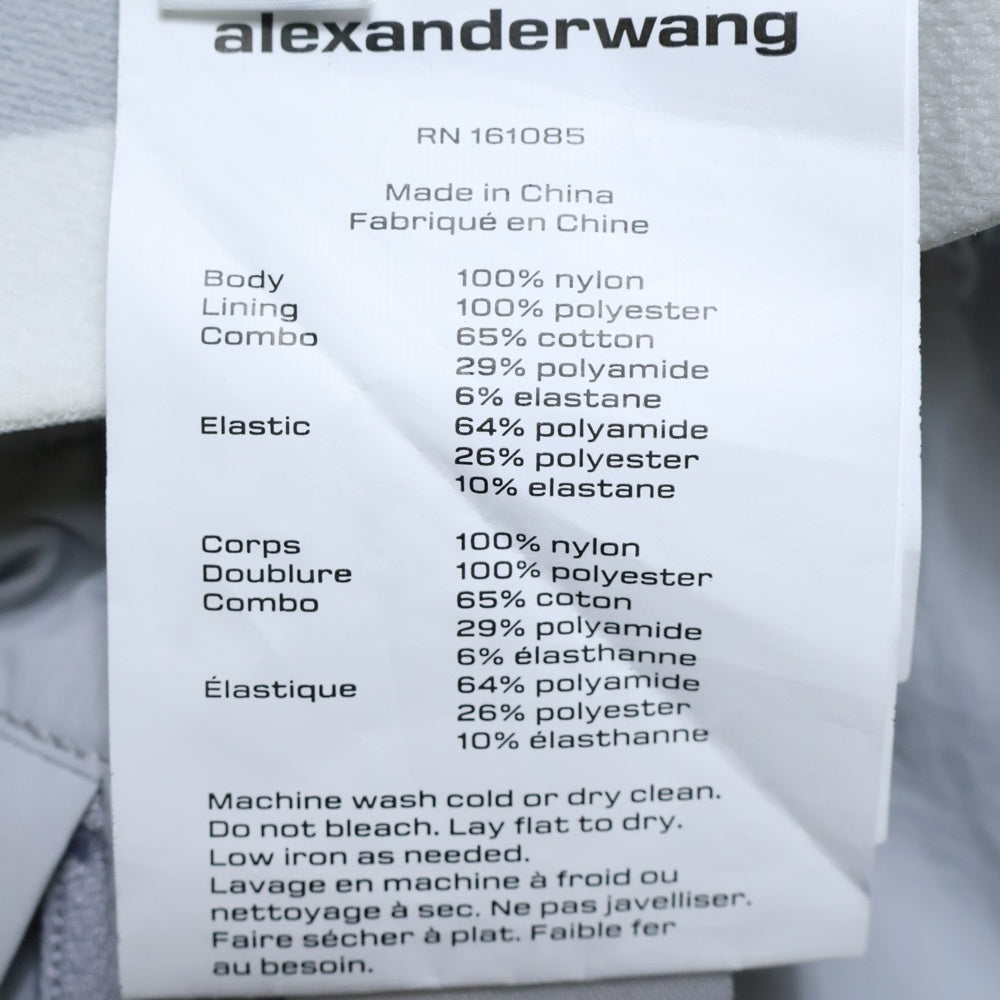 alexanderwang
RN 161085
Made in China
Fabriqué en Chine
Body 100% nylon
Lining 100% polyester
Combo 65% cotton
29% polyamide
6% elastane
Elastic 64% polyamide
26% polyester
10% elastane
Corps 100% nylon
Doublure 100% polyester
Combo 65% coton
29% polyamide
6% élasthanne
Élastique 64% polyamide
26% polyester
10% élasthanne
Machine wash cold or dry clean.
Do not bleach. Lay flat to dry.
Low iron as needed.
Lavage en machine à froid ou
nettoyage à sec. Ne pas javelliser.
Faire sécher à plat. Faible fer
au besoin.